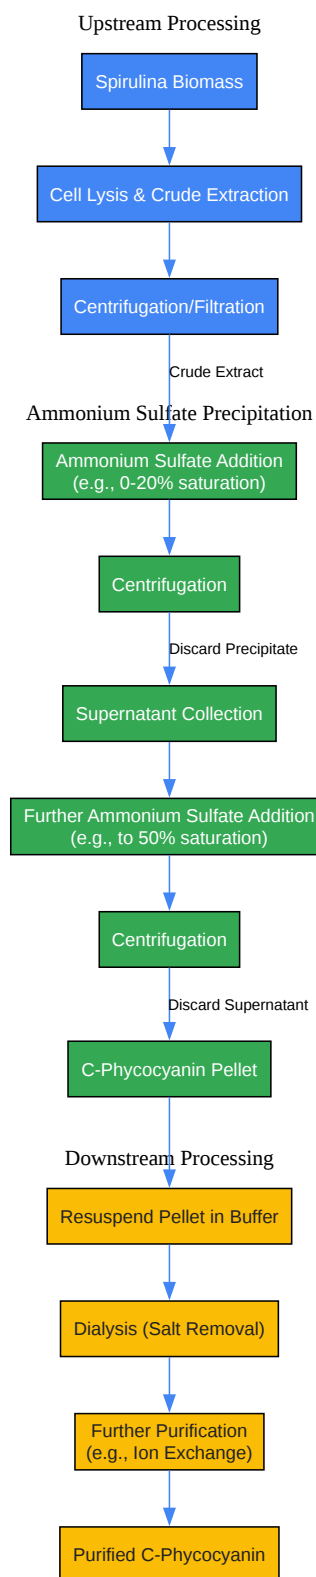 Upstream Processing
Spirulina Biomass
Cell Lysis & Crude Extraction
Centrifugation/Filtration
Crude Extract
Ammonium Sulfate Precipitation
Ammonium Sulfate Addition
(e.g., 0-20% saturation)
Centrifugation
Discard Precipitate
Supernatant Collection
Further Ammonium Sulfate Addition
(e.g., to 50% saturation)
Centrifugation
Discard Supernatant
C-Phycocyanin Pellet
Downstream Processing
Resuspend Pellet in Buffer
Dialysis (Salt Removal)
Further Purification
(e.g., Ion Exchange)
Purified C-Phycocyanin